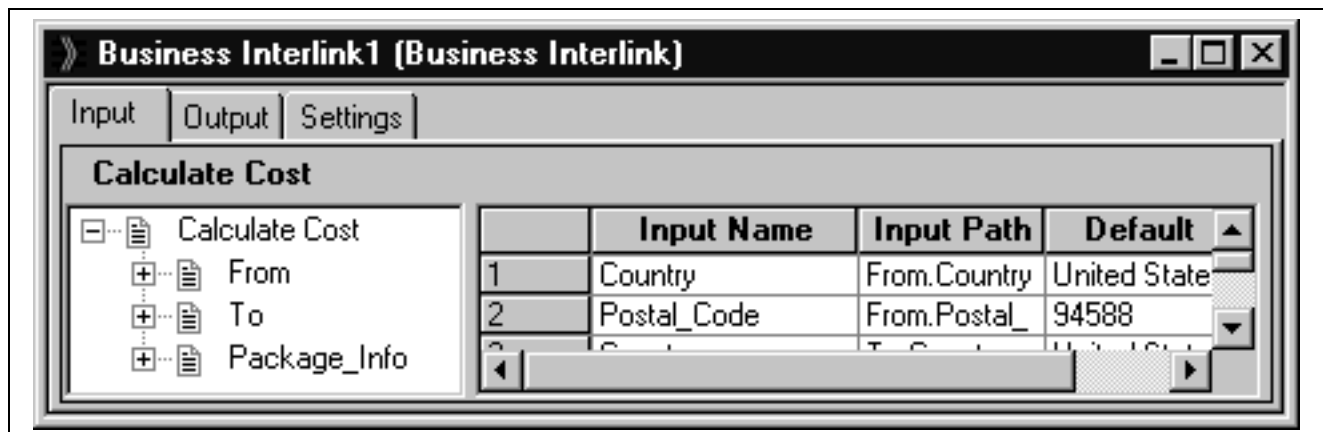 Business Interlink1 (Business Interlink)
Input Output Settings
Calculate Cost
Calculate Cost
From
To
Package_Info
Input Name Input Path Default
1 Country From.Country United State
2 Postal_Code From.Postal_ 94588